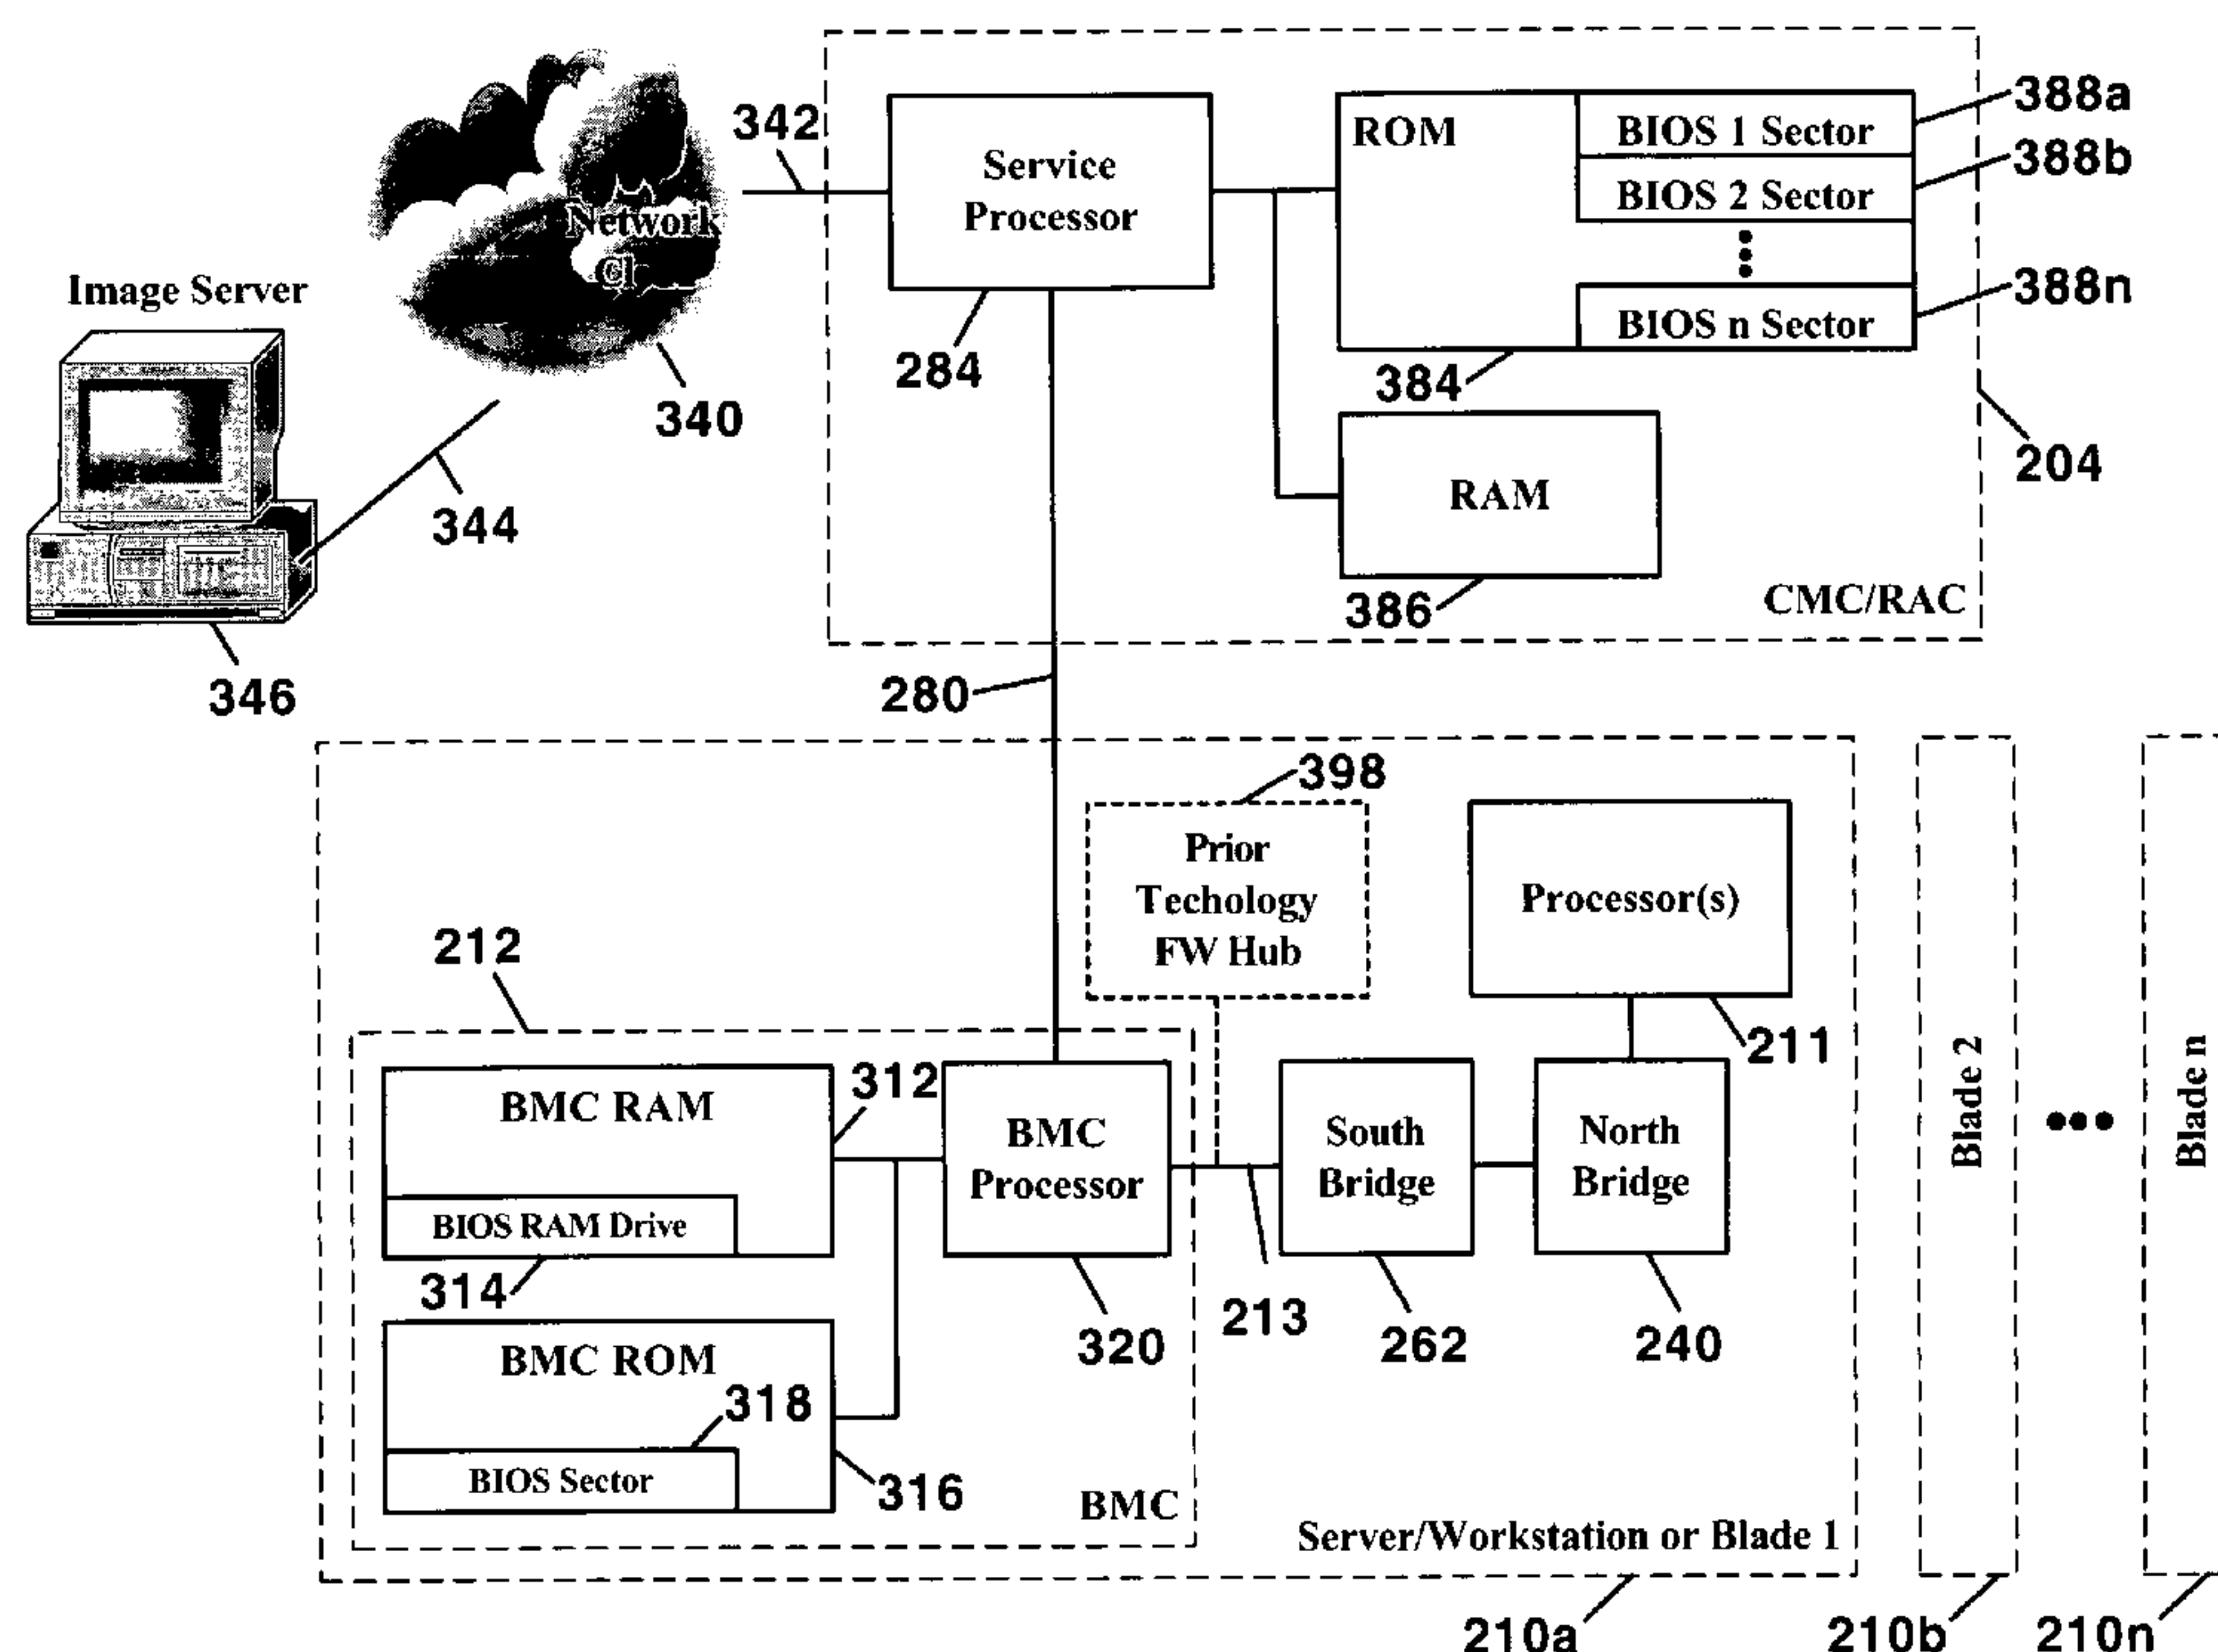 342
Service
Processor
284
ROM
BIOS 1 Sector
BIOS 2 Sector
BIOS n Sector
388a
388b
388n
384
RAM
386
CMC/RAC
204
Network
Cl
340
Image Server
344
346
280
398
Prior
Techology
FW Hub
Processor(s)
211
212
BMC RAM
312
BIOS RAM Drive
314
BMC ROM
318
BIOS Sector
316
BMC
BMC
Processor
320
213
South
Bridge
262
North
Bridge
240
Server/Workstation or Blade 1
210a
Blade 2
210b
Blade n
210n